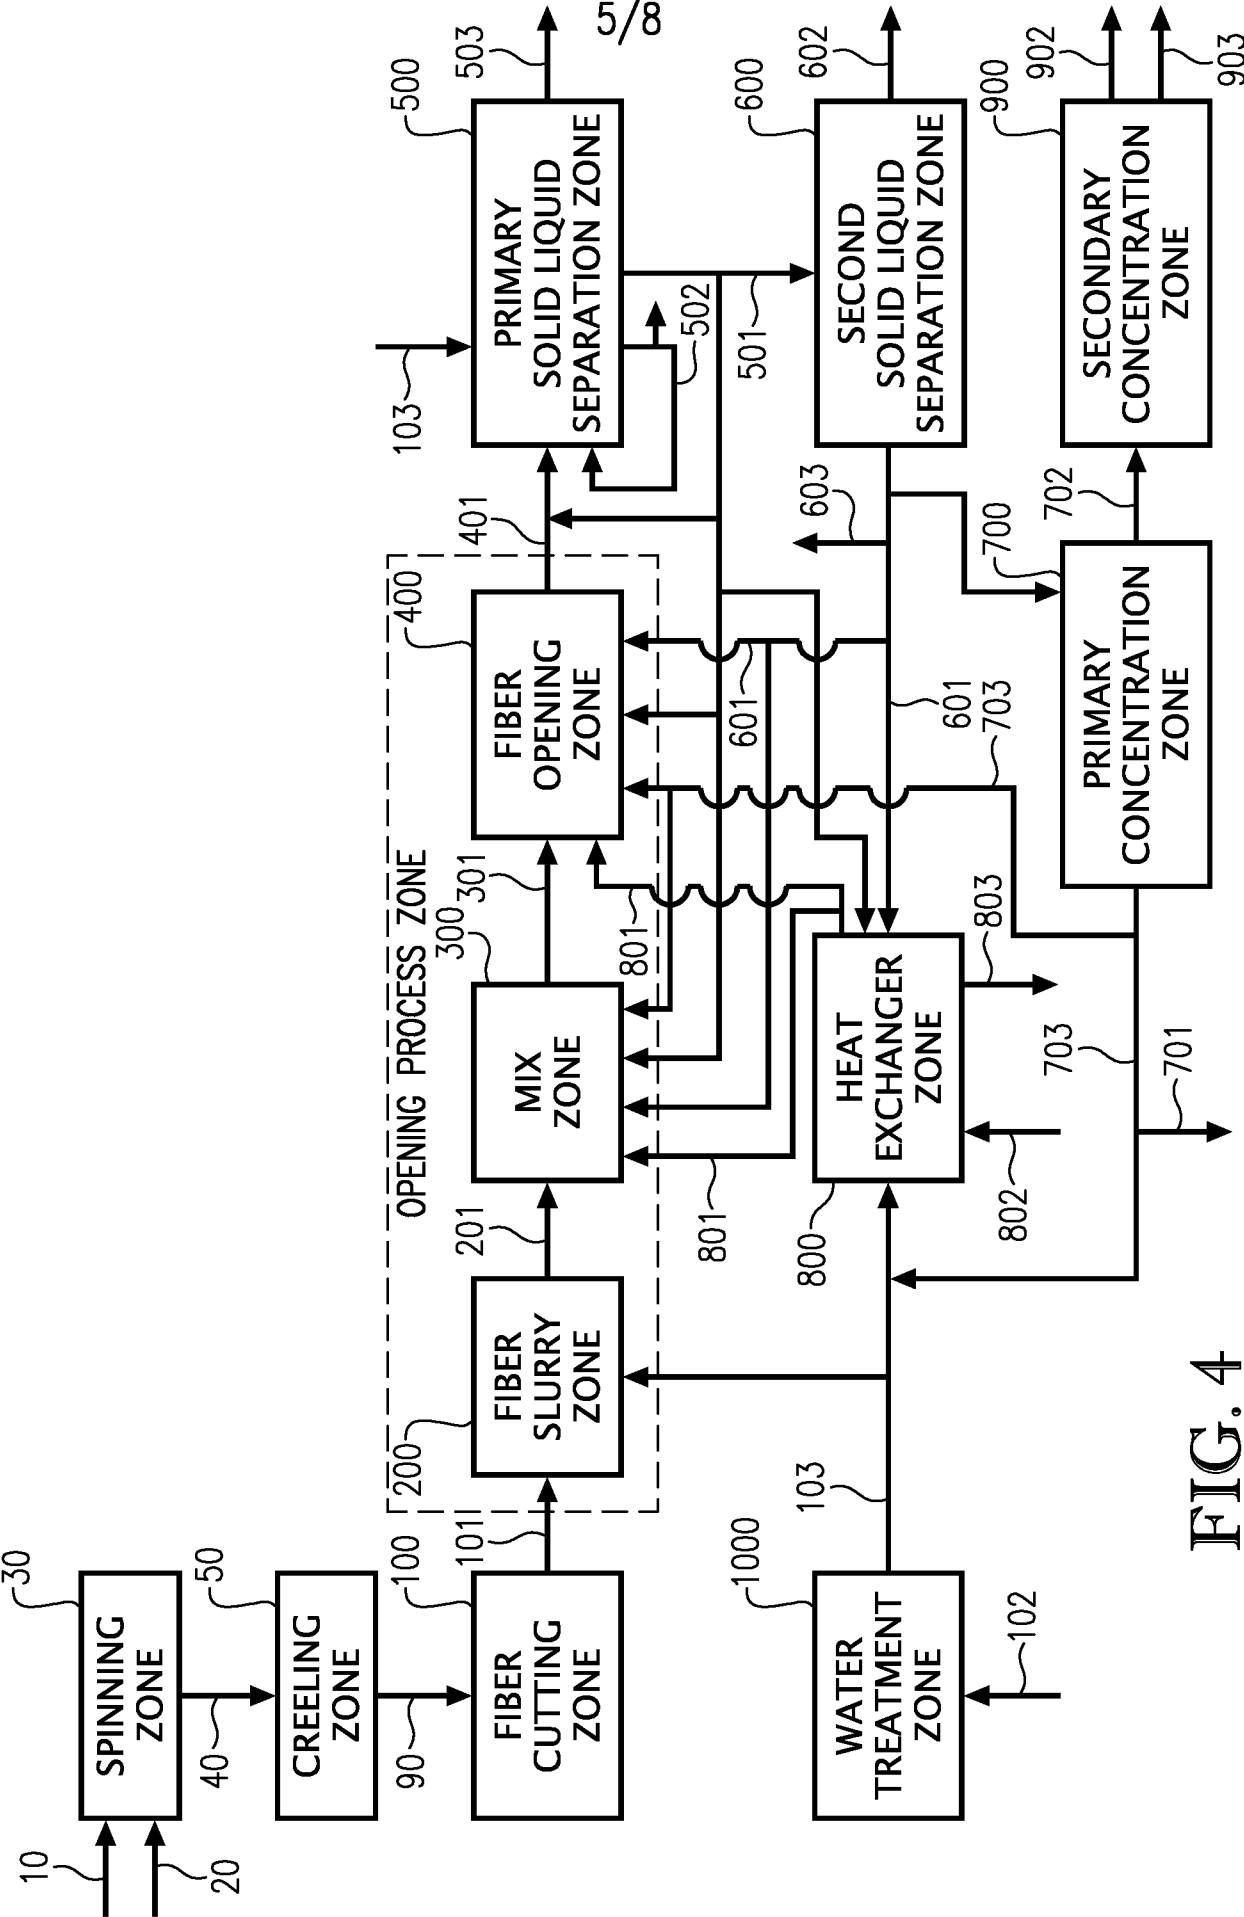 5/8
10
20
SPINNING
ZONE
30
40
CREELING
ZONE
50
90
FIBER
CUTTING
ZONE
100
101
OPENING PROCESS ZONE
FIBER
SLURRY
ZONE
200
201
MIX
ZONE
300
301
FIBER
OPENING
ZONE
400
401
103
PRIMARY
SOLID LIQUID
SEPARATION ZONE
500
503
502
501
SECOND
SOLID LIQUID
SEPARATION ZONE
600
602
603
601
601
703
801
801
WATER
TREATMENT
ZONE
1000
102
103
HEAT
EXCHANGER
ZONE
800
802
803
PRIMARY
CONCENTRATION
ZONE
700
702
703
701
SECONDARY
CONCENTRATION
ZONE
900
902
903
FIG. 4